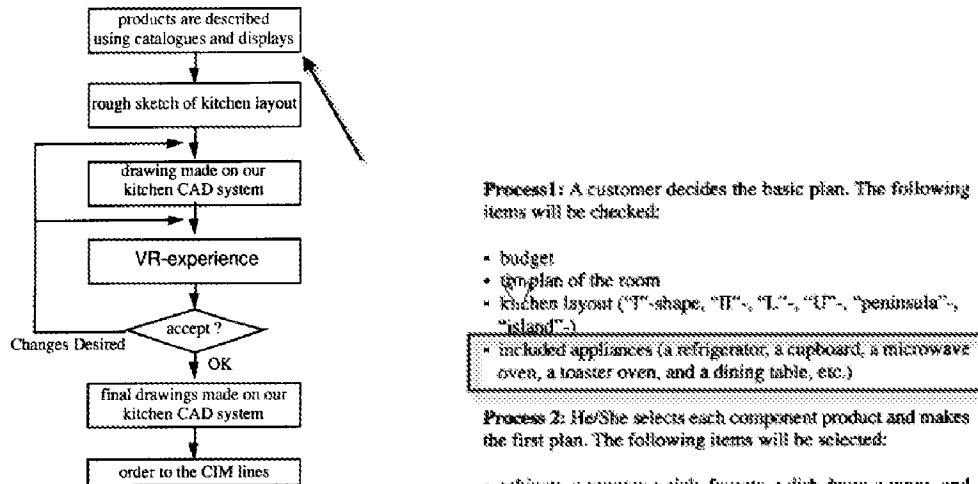 products are described
using catalogues and displays
rough sketch of kitchen layout
drawing made on our
kitchen CAD system
VR-experience
accept ?
Changes Desired
OK
final drawings made on our
kitchen CAD system
order to the CIM lines
Process1: A customer decides the basic plan. The following
items will be checked:
• budget
• plan of the room
• kitchen layout ("I"-shape, "II"-, "L"-, "U"-, "peninsula"-,
"island"-)
• included appliances (a refrigerator, a cupboard, a microwave
oven, a toaster oven, and a dining table, etc.)
Process 2: He/She selects each component product and makes
the first plan. The following items will be selected: